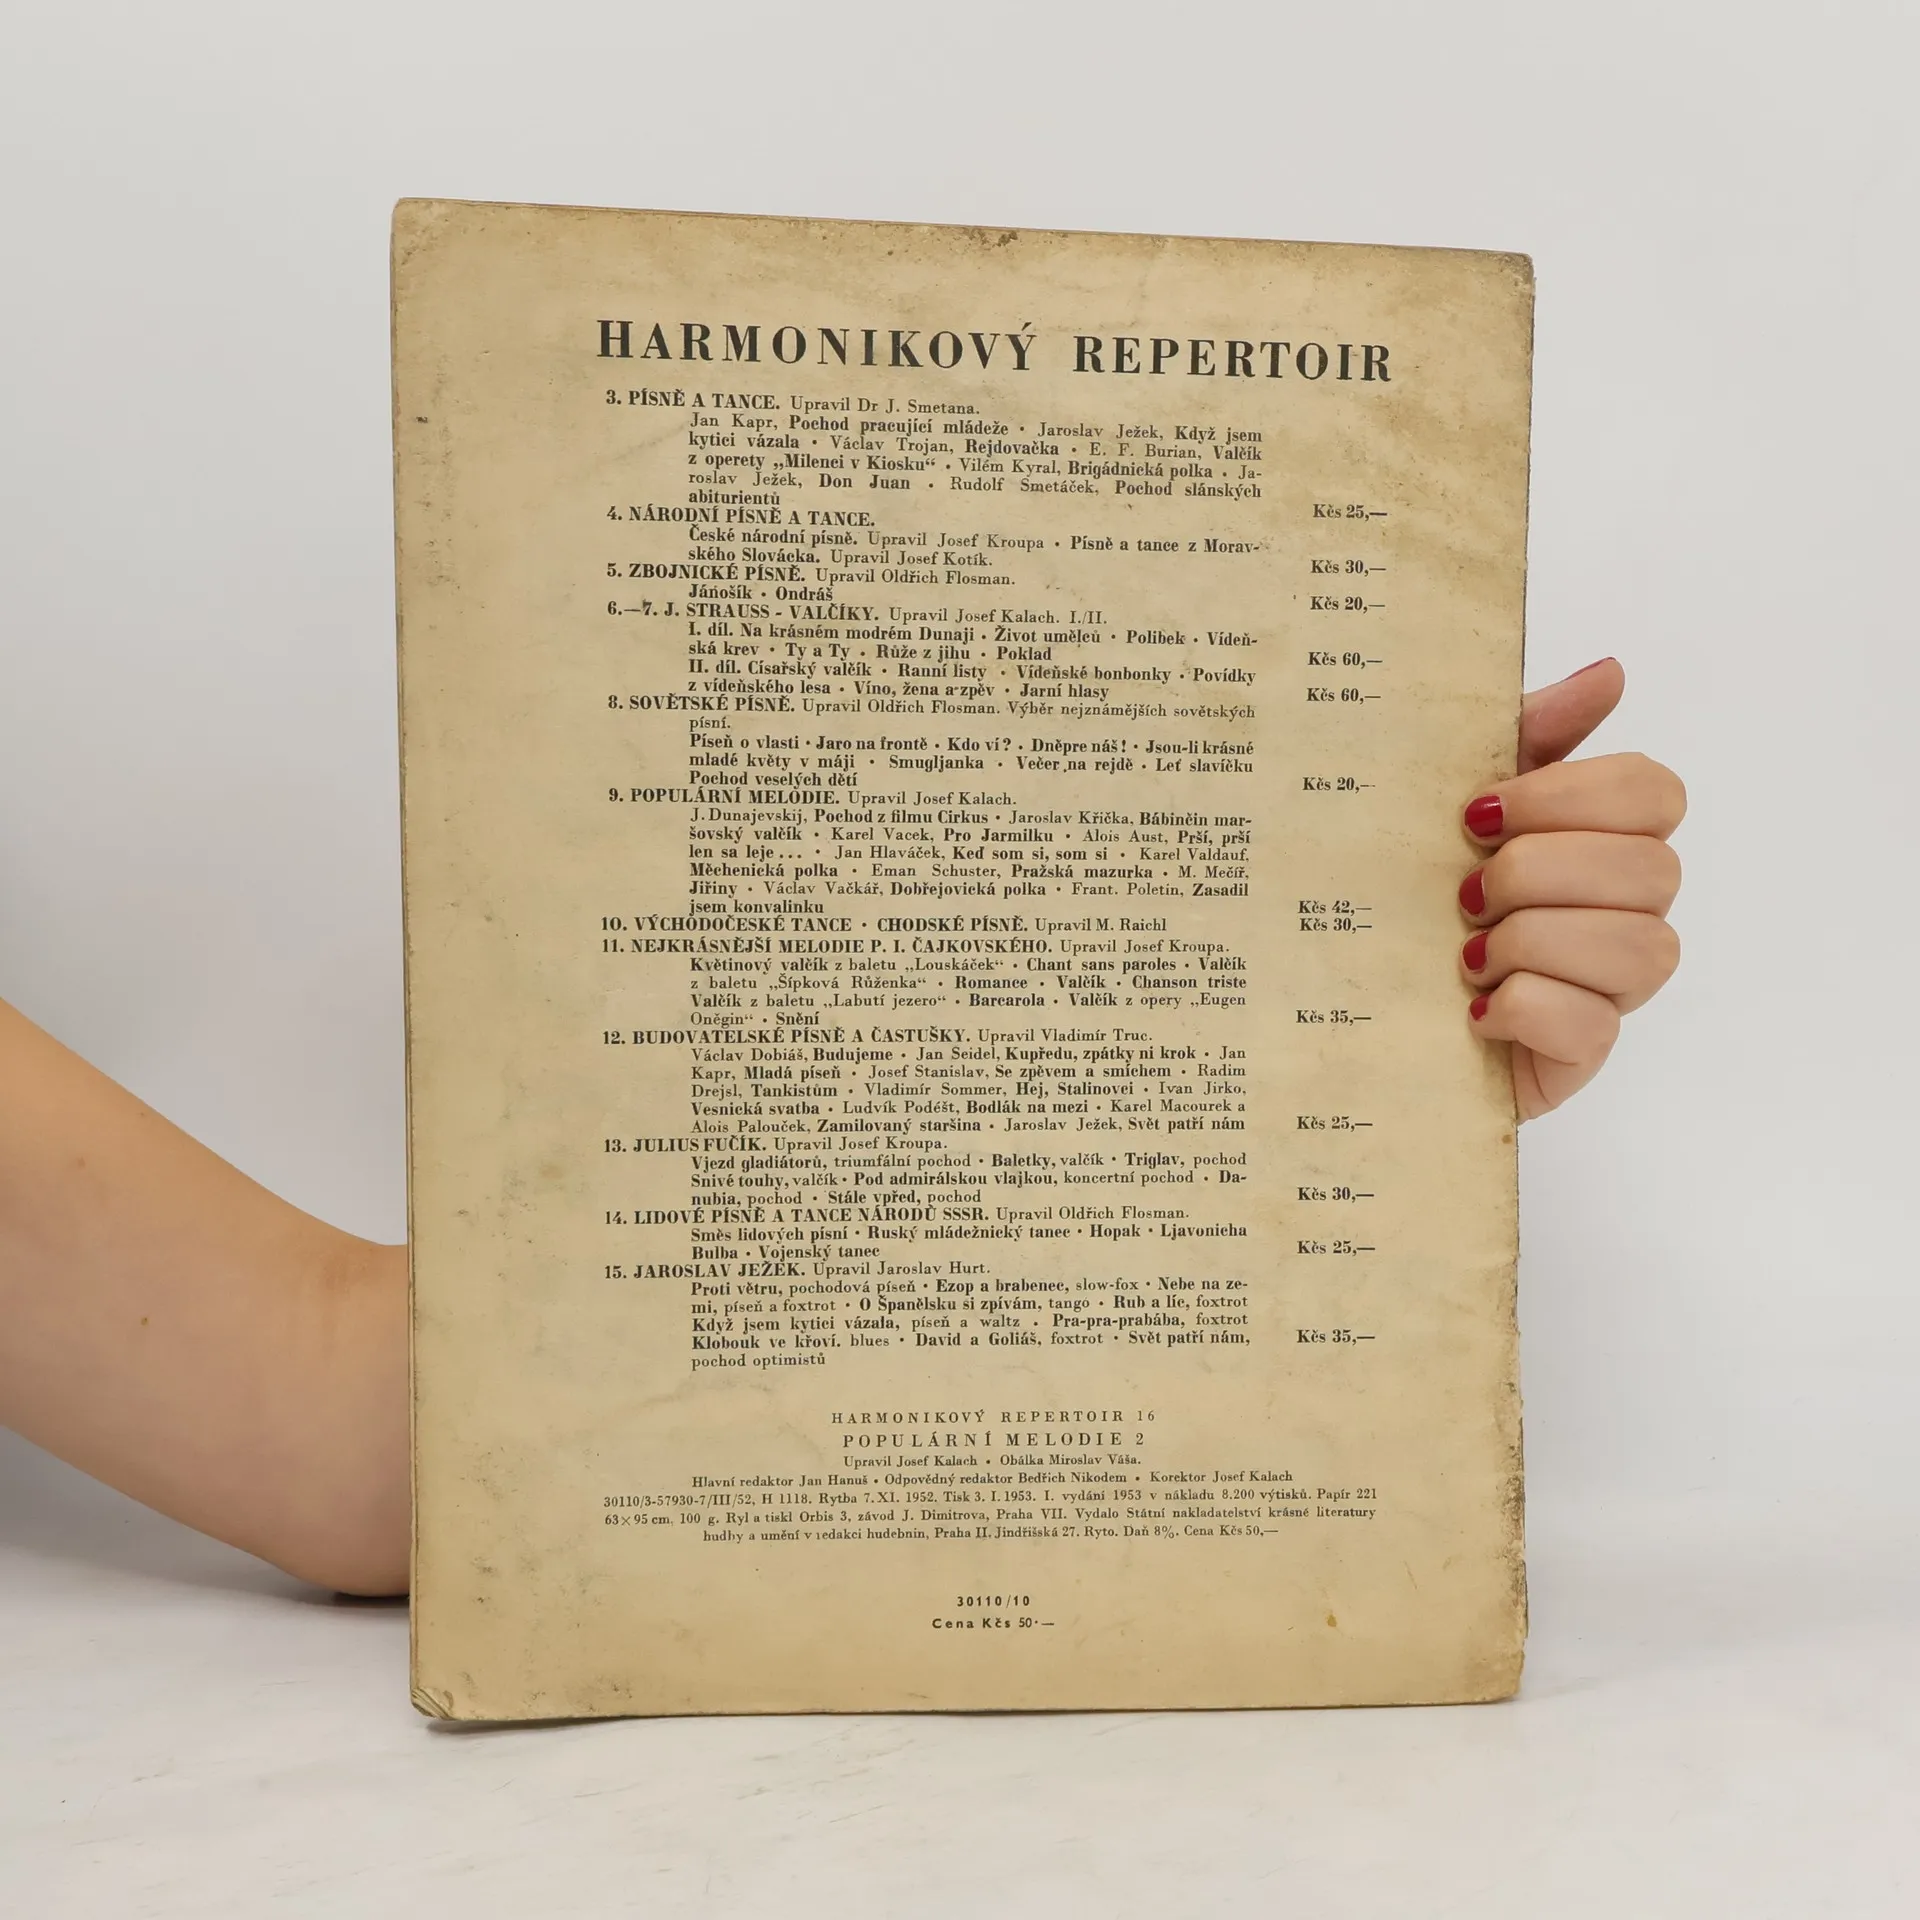 HARMONIKOVÝ REPERTOIR
3. PÍSNĚ A TANCE. Upravil Dr J. Smetana.
Jan Kapr, Pochod pracující mládeže • Jaroslav Ježek, Když jsem
kytici vázala • Václav Trojan, Rejdovačka • E. F. Burian, Valčík
z operety „Milenci v Kiosku“ • Vilém Kyral, Brigádnická polka • Ja-
roslav Ježek, Don Juan • Rudolf Smetáček, Pochod slánských
abiturientů Kčs 25,—
4. NÁRODNÍ PÍSNĚ A TANCE.
České národní písně. Upravil Josef Kroupa • Písně a tance z Morav-
ského Slovácka. Upravil Josef Kotík. Kčs 30,—
5. ZBOJNICKÉ PÍSNĚ. Upravil Oldřich Flosman.
Jánošík • Ondráš Kčs 20,—
6.—7. J. STRAUSS - VALČÍKY. Upravil Josef Kalach. I./II.
I. díl. Na krásném modrém Dunaji • Život umělců • Polibek • Vídeň-
ská krev • Ty a Ty • Růže z jihu • Poklad Kčs 60,—
II. díl. Císařský valčík • Ranní listy • Vídeňské bonbonky • Povídky
z vídeňského lesa • Víno, žena a zpěv • Jarní hlasy Kčs 60,—
8. SOVĚTSKÉ PÍSNĚ. Upravil Oldřich Flosman. Výběr nejznámějších sovětských
písní.
Píseň o vlasti • Jaro na frontě • Kdo ví? • Dněpre náš! • Jsou-li krásné
mladé květy v máji • Smugljanka • Večer na rejdě • Leť slavíčku
Pochod veselých dětí Kčs 20,—
9. POPULÁRNÍ MELODIE. Upravil Josef Kalach.
J. Dunajevskij, Pochod z filmu Cirkus • Jaroslav Křička, Bábinčin mar-
šovský valčík • Karel Vacek, Pro Jarmilku • Alois Aust, Prší, prší
len sa leje ... • Jan Hlaváček, Keď som si, som si • Karel Valdauf,
Měchenická polka • Eman Schuster, Pražská mazurka • M. Mečíř,
Jiřiny • Václav Vačkář, Dobřejovická polka • Frant. Poletín, Zasadil
jsem konvalinku Kčs 42,—
10. VÝCHODOČESKÉ TANCE • CHODSKÉ PÍSNĚ. Upravil M. Raichl Kčs 30,—
11. NEJKRÁSNĚJŠÍ MELODIE P. I. ČAJKOVSKÉHO. Upravil Josef Kroupa.
Květinový valčík z baletu „Louskáček“ • Chant sans paroles • Valčík
z baletu „Šípková Růženka“ • Romance • Valčík • Chanson triste
Valčík z baletu „Labutí jezero“ • Barcarola • Valčík z opery „Eugen
Oněgin“ • Snění Kčs 35,—
12. BUDOVATELSKÉ PÍSNĚ A ČASTUŠKY. Upravil Vladimír Truc.
Václav Dobiáš, Budujeme • Jan Seidel, Kupředu, zpátky ni krok • Jan
Kapr, Mladá píseň • Josef Stanislav, Se zpěvem a smíchem • Radim
Drejsl, Tankistům • Vladimír Sommer, Hej, Stalinovci • Ivan Jirko,
Vesnická svatba • Ludvík Podéšt, Bodlák na mezi • Karel Macourek a
Alois Palouček, Zamilovaný staršina • Jaroslav Ježek, Svět patří nám Kčs 25,—
13. JULIUS FUČÍK. Upravil Josef Kroupa.
Vjezd gladiátorů, triumfální pochod • Baletky, valčík • Triglav, pochod
Snivé touhy, valčík • Pod admirálskou vlajkou, koncertní pochod • Da-
nubia, pochod • Stále vpřed, pochod Kčs 30,—
14. LIDOVÉ PÍSNĚ A TANCE NÁRODŮ SSSR. Upravil Oldřich Flosman.
Směs lidových písní • Ruský mládežnický tanec • Hopak • Ljavonicha
Bulba • Vojenský tanec Kčs 25,—
15. JAROSLAV JEŽEK. Upravil Jaroslav Hurt.
Proti větru, pochodová píseň • Ezop a brabenec, slow-fox • Nebe na ze-
mi, píseň a foxtrot • O Španělsku si zpívám, tango • Rub a líc, foxtrot
Když jsem kytici vázala, píseň a waltz • Pra-pra-prabába, foxtrot
Klobouk ve křoví. blues • David a Goliáš, foxtrot • Svět patří nám, Kčs 35,—
pochod optimistů
HARMONIKOVÝ REPERTOIR 16
POPULÁRNÍ MELODIE 2
Upravil Josef Kalach • Obálka Miroslav Váša.
Hlavní redaktor Jan Hanuš • Odpovědný redaktor Bedřich Nikodem • Korektor Josef Kalach
30110/3-57930-7/III/52, H 1118. Rytba 7. XI. 1952. Tisk 3. I. 1953. I. vydání 1953 v nákladu 8.200 výtisků. Papír 221
63×95 cm, 100 g. Ryl a tiskl Orbis 3, závod J. Dimitrova, Praha VII. Vydalo Státní nakladatelství krásné literatury
hudby a umění v redakci hudebnin, Praha II, Jindřišská 27. Ryto. Daň 8%. Cena Kčs 50,—
30110/10
Cena Kčs 50·—